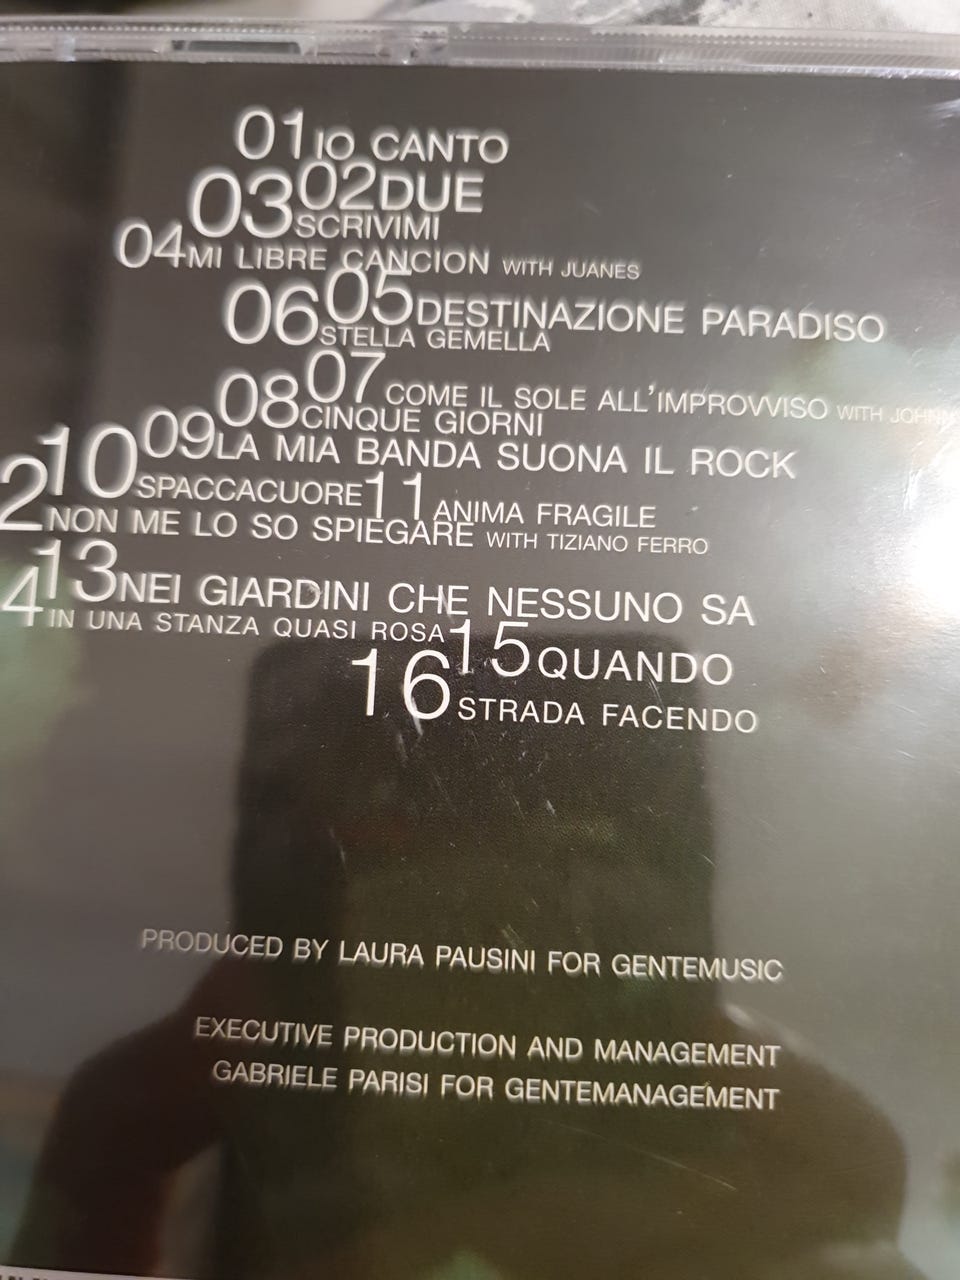 01 IO CANTO
02 DUE
03 SCRIVIMI
04 MI LIBRE CANCION WITH JUANES
05 DESTINAZIONE PARADISO
06 STELLA GEMELLA
07 COME IL SOLE ALL'IMPROVVISO WITH
08 CINQUE GIORNI
09 LA MIA BANDA SUONA IL ROCK
10 SPACCACUORE 11 ANIMA FRAGILE
2 NON ME LO SO SPIEGARE WITH TIZIANO FERRO
13 NEI GIARDINI CHE NESSUNO SA
4 IN UNA STANZA QUASI ROSA 15 QUANDO
16 STRADA FACENDO
PRODUCED BY LAURA PAUSINI FOR GENTEMUSIC
EXECUTIVE PRODUCTION AND MANAGEMENT
GABRIELE PARISI FOR GENTEMANAGEMENT